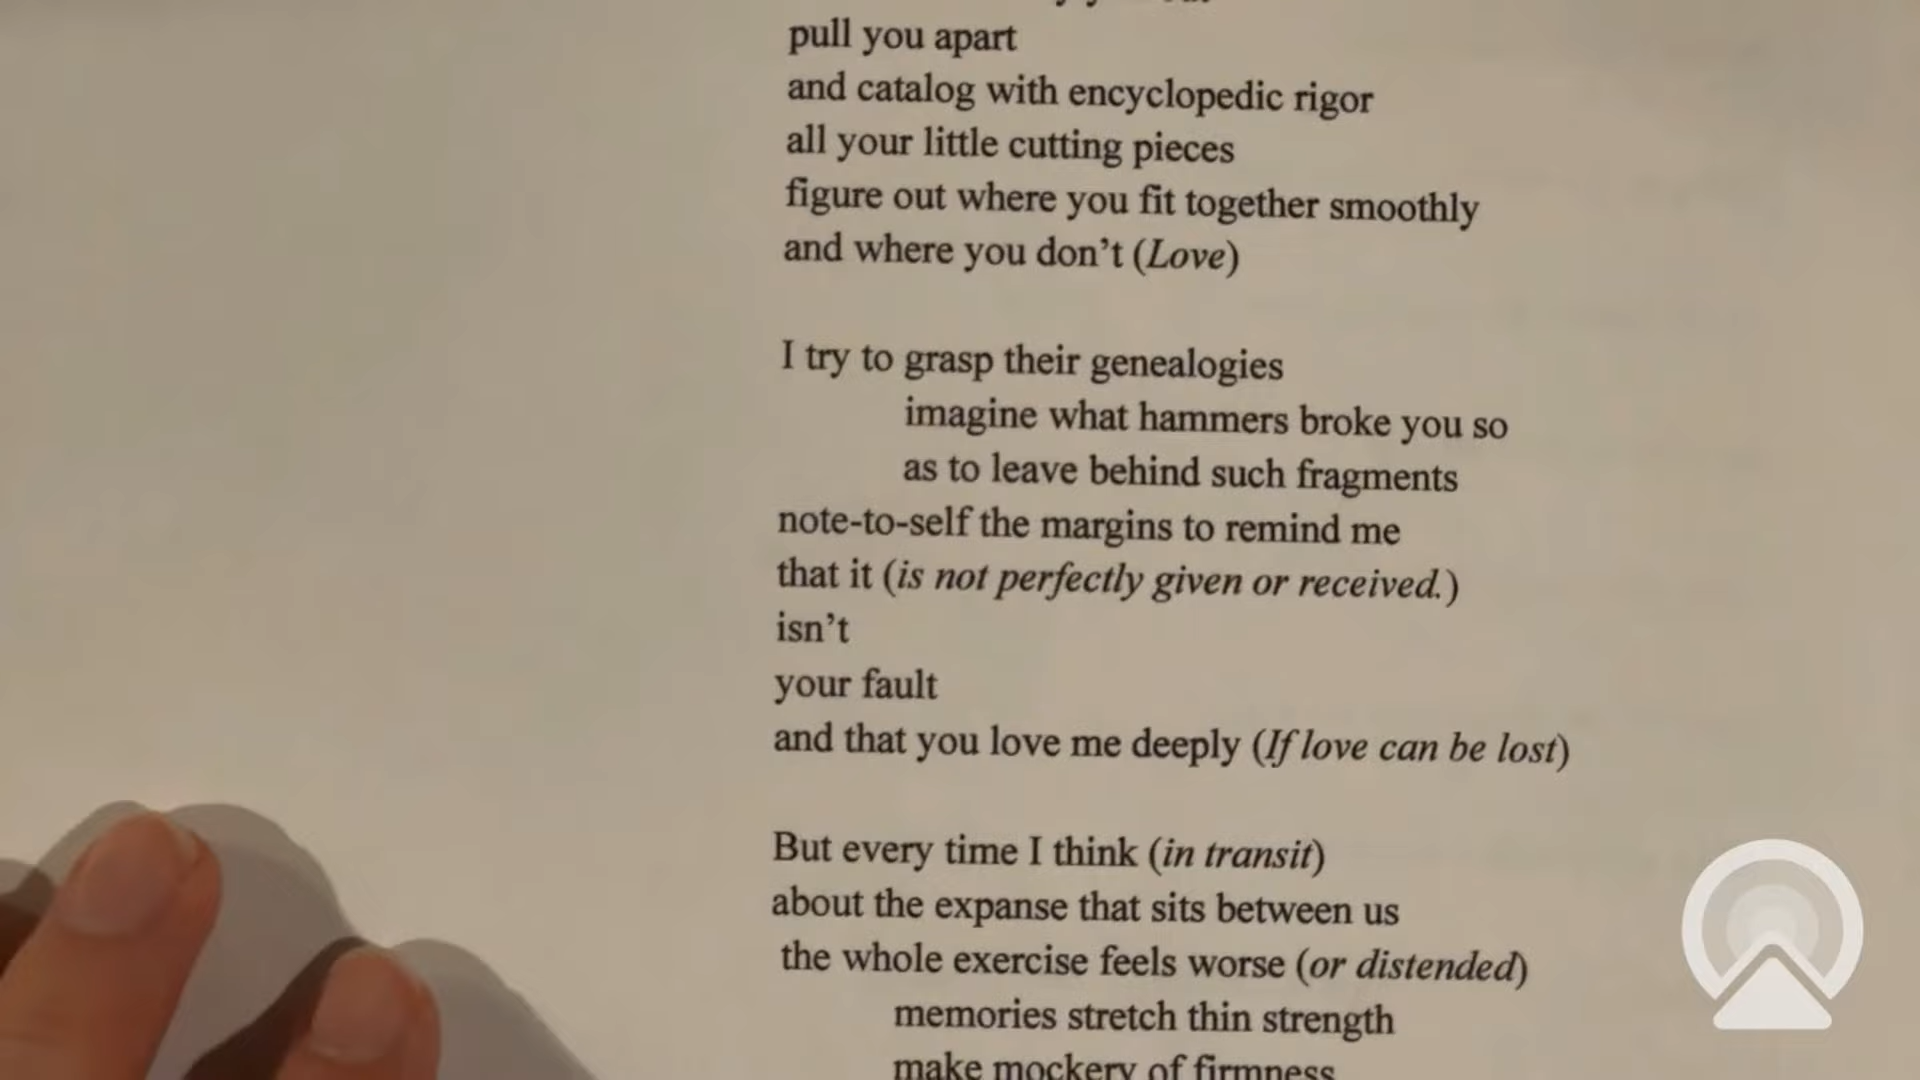 pull you apart
and catalog with encyclopedic rigor
all your little cutting pieces
figure out where you fit together smoothly
and where you don’t (Love)
I try to grasp their genealogies
imagine what hammers broke you so
as to leave behind such fragments
note-to-self the margins to remind me
that it (is not perfectly given or received.)
isn’t
your fault
and that you love me deeply (If love can be lost)
But every time I think (in transit)
about the expanse that sits between us
the whole exercise feels worse (or distended)
memories stretch thin strength
make mockery of firmness